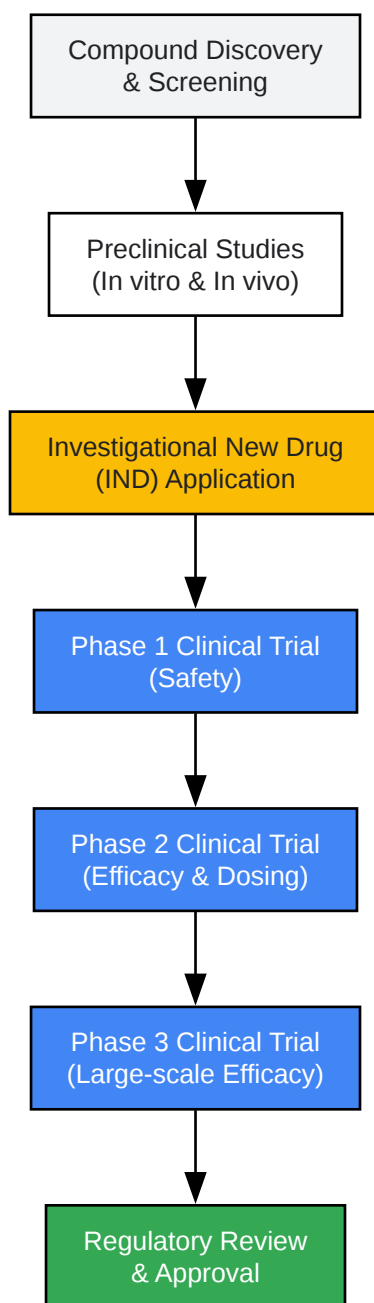 Compound Discovery
& Screening
Preclinical Studies
(In vitro & In vivo)
Investigational New Drug
(IND) Application
Phase 1 Clinical Trial
(Safety)
Phase 2 Clinical Trial
(Efficacy & Dosing)
Phase 3 Clinical Trial
(Large-scale Efficacy)
Regulatory Review
& Approval